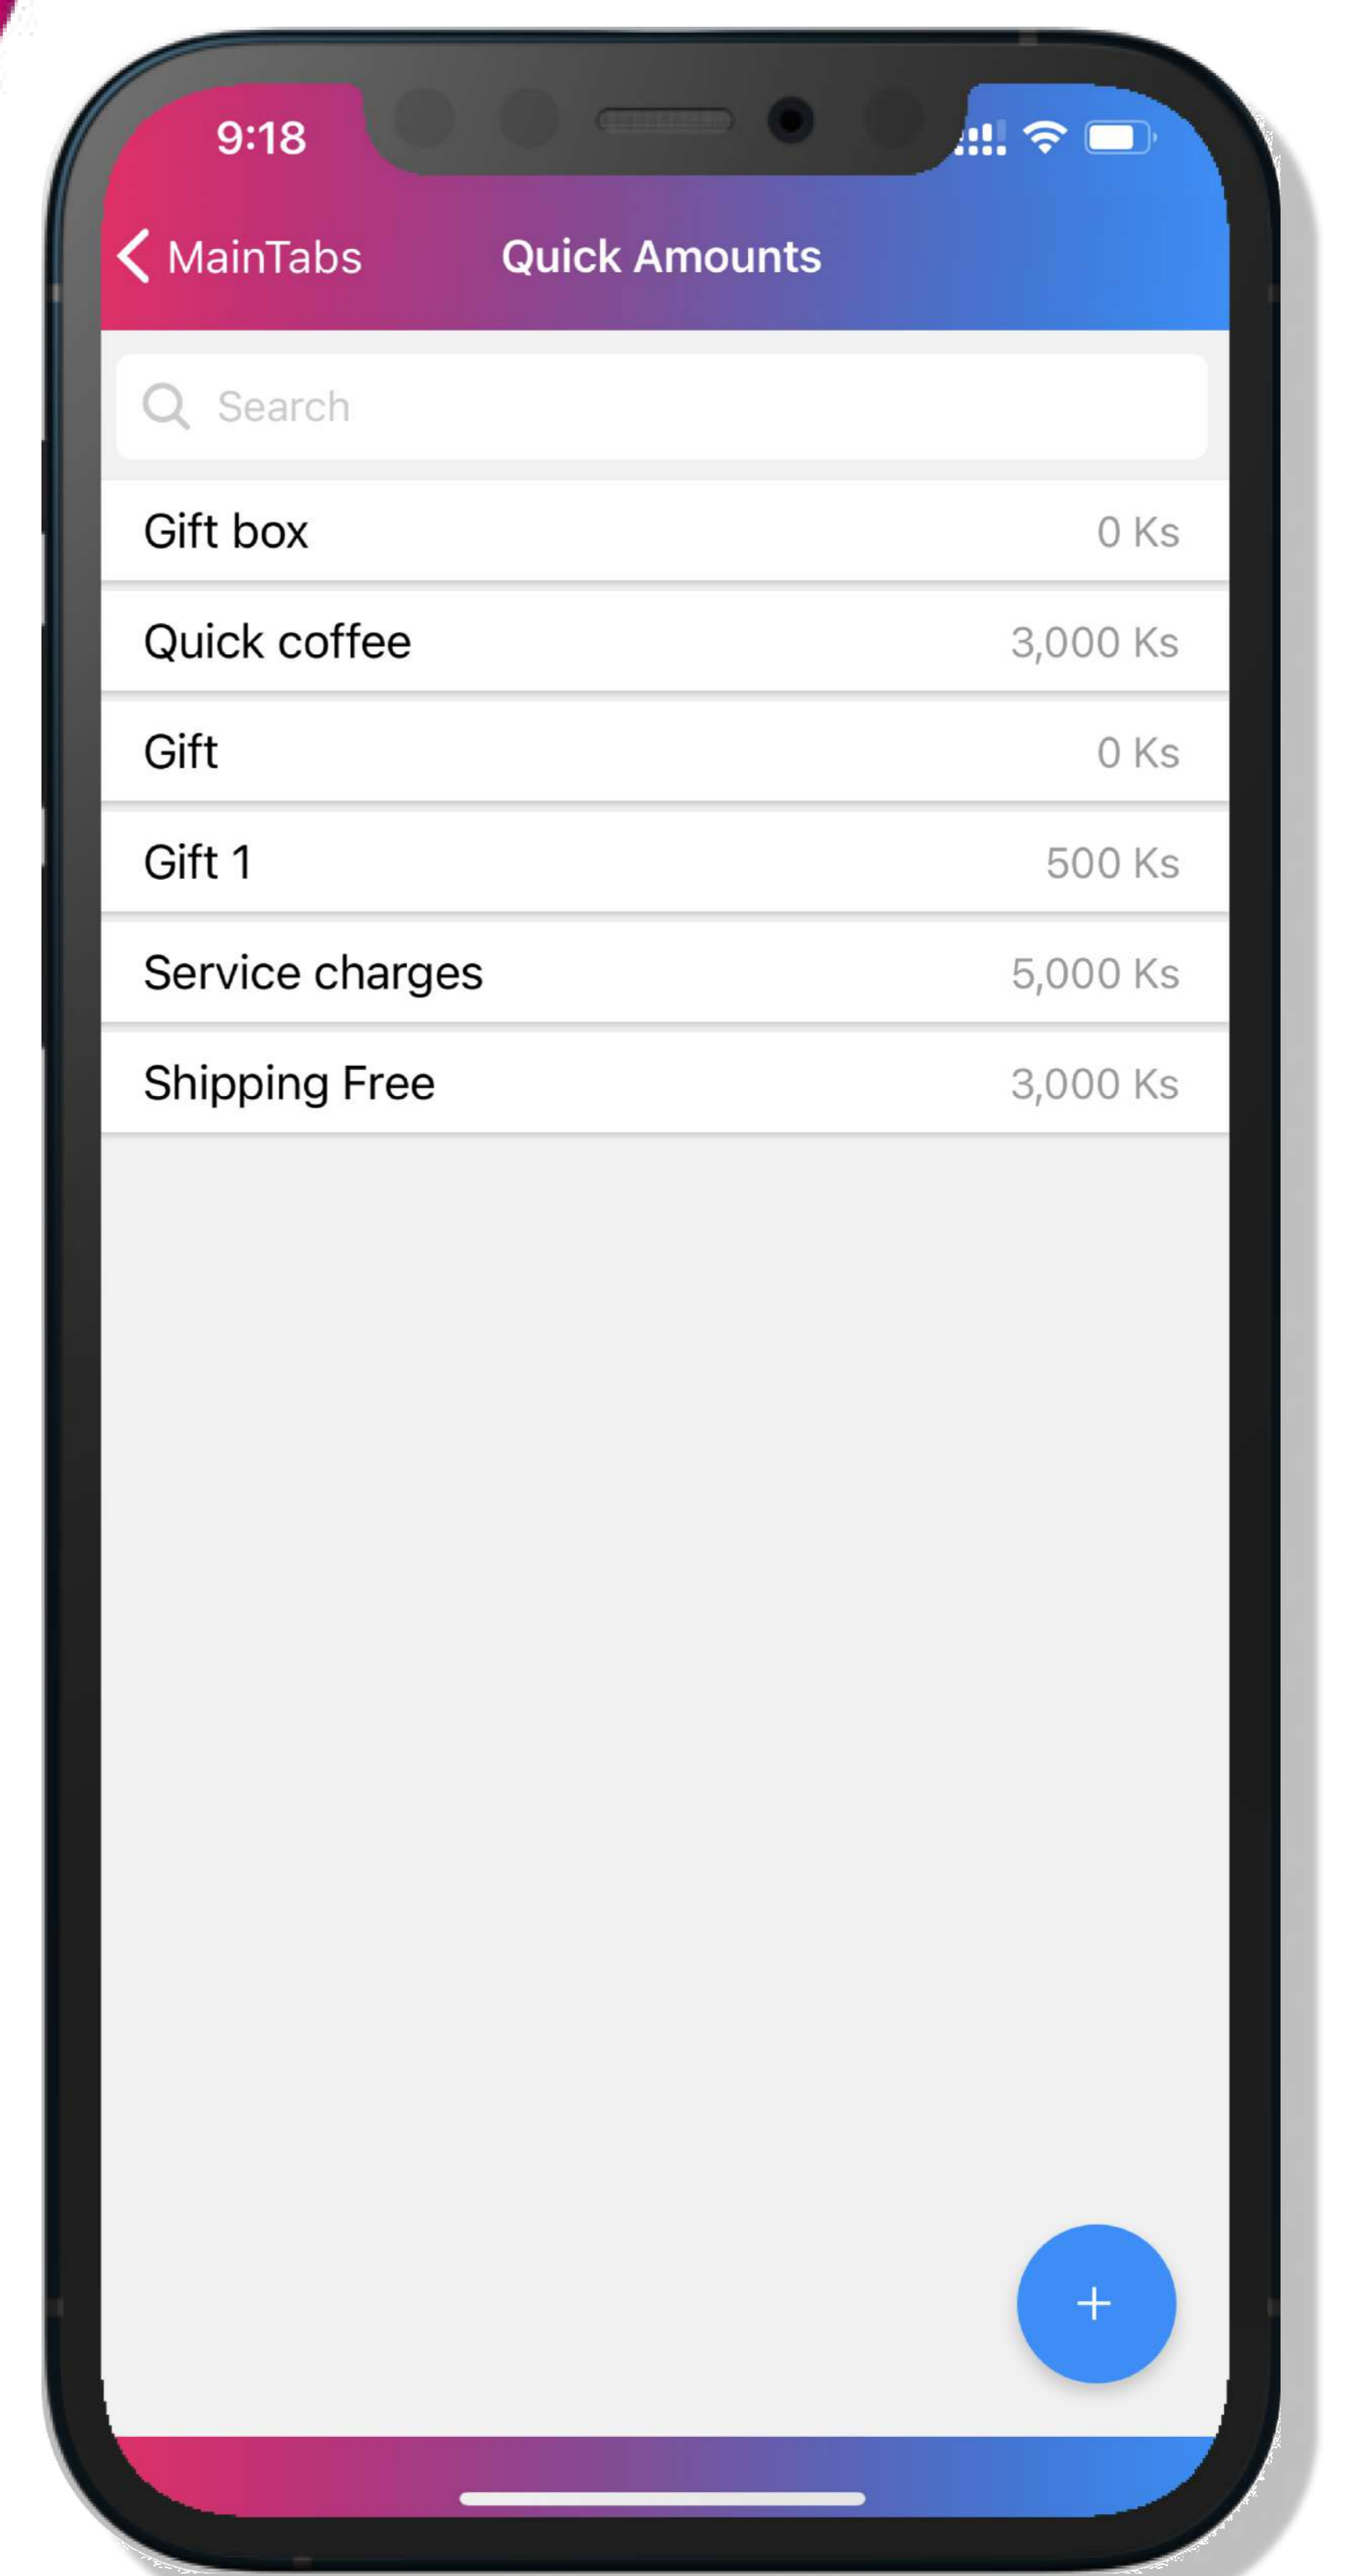 9:18
MainTabs Quick Amounts
Search
Gift box 0 Ks
Quick coffee 3,000 Ks
Gift 0 Ks
Gift 1 500 Ks
Service charges 5,000 Ks
Shipping Free 3,000 Ks
+